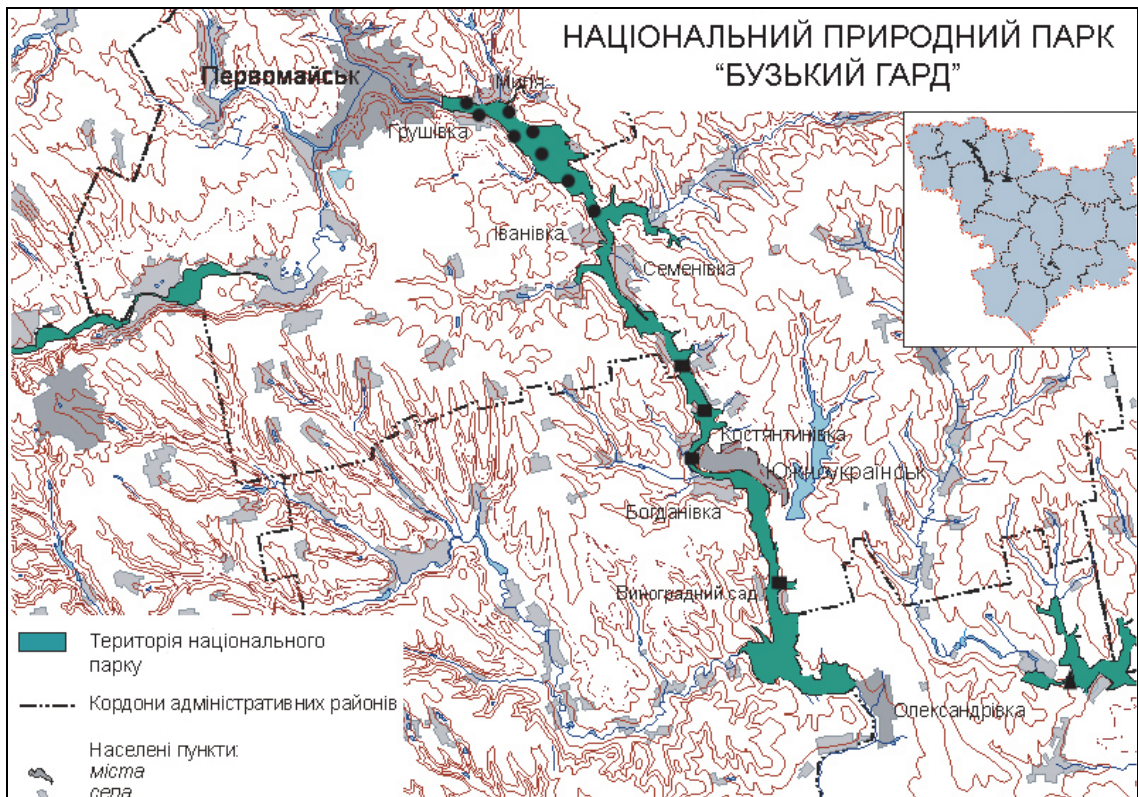 НАЦІОНАЛЬНИЙ ПРИРОДНИЙ ПАРК
“БУЗЬКИЙ ГАРД”
Первомайськ
Мигія
Грушівка
Іванівка
Семенівка
Костянтинівка
Южноукраїнськ
Богданівка
Виноградний сад
Олександрівка
Територія національного
парку
Кордони адміністративних районів
Населені пункти:
міста
села